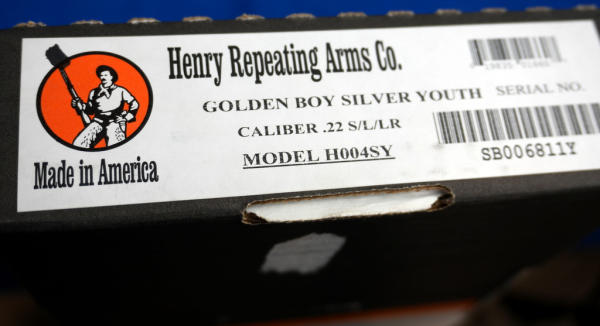 Henry Repeating Arms Co.
GOLDEN BOY SILVER YOUTH
CALIBER .22 S/L/LR
MODEL H004SY
Made in America
SERIAL NO.
SB006811Y